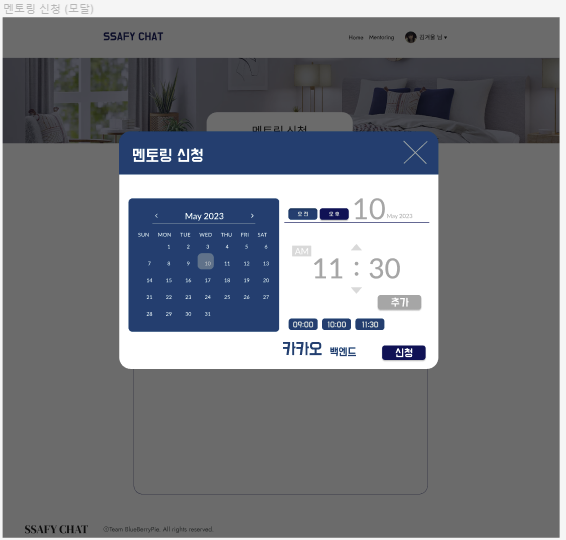 멘토링 신청 (모달)
SSAFY CHAT
Home Mentoring 김겨울 님 ▾
멘토링 신청
멘토링 신청
‹ May 2023 ›
SUN MON TUE WED THU FRI SAT
1 2 3 4 5 6
7 8 9 10 11 12 13
14 15 16 17 18 19 20
21 22 23 24 25 26 27
28 29 30 31
오전 오후 10 May 2023
AM
11 : 30
추가
09:00 10:00 11:30
카카오 백엔드
신청
SSAFY CHAT ⓒTeam BlueBerryPie. All rights reserved.